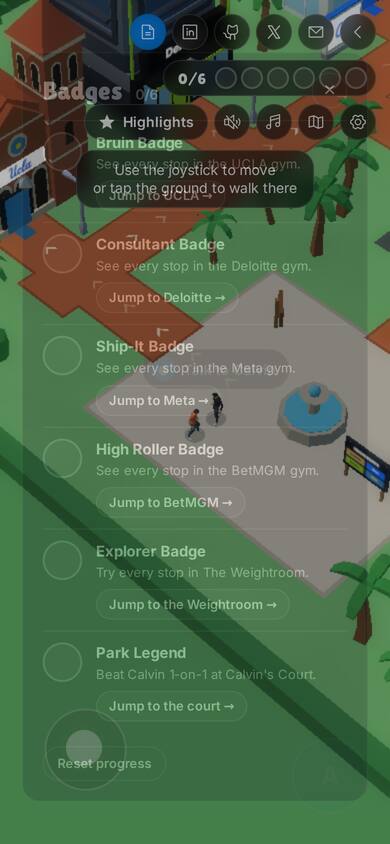 0/6
Badges 0/6
Highlights
Bruin Badge
See every stop in the UCLA gym.
Use the joystick to move
or tap the ground to walk there
Jump to UCLA →
Ucla
Consultant Badge
See every stop in the Deloitte gym.
Jump to Deloitte →
Ship-It Badge
See every stop in the Meta gym.
Jump to Meta →
High Roller Badge
See every stop in the BetMGM gym.
Jump to BetMGM →
Explorer Badge
Try every stop in The Weightroom.
Jump to the Weightroom →
Park Legend
Beat Calvin 1-on-1 at Calvin's Court.
Jump to the court →
Reset progress
A